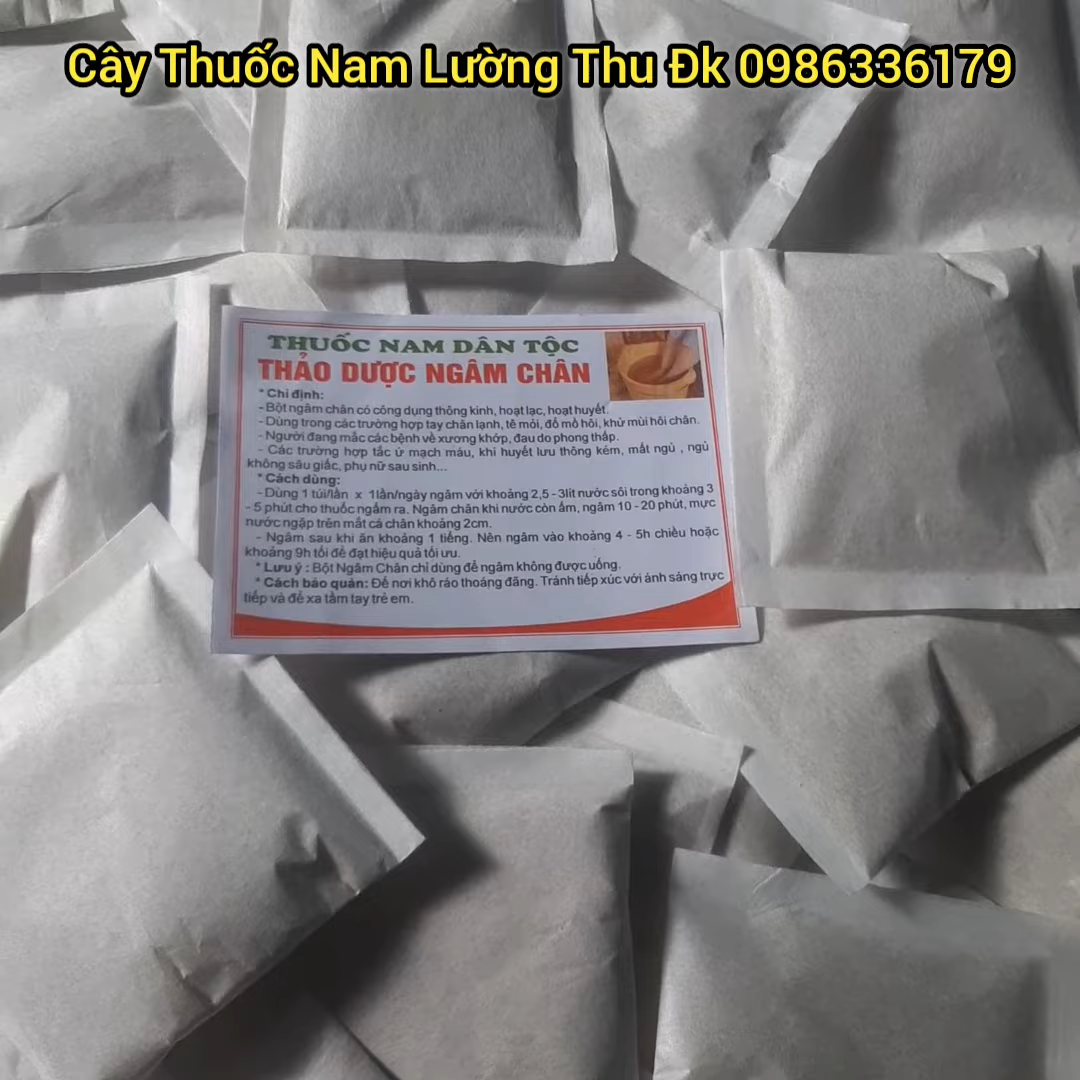 Cây Thuốc Nam Lường Thu Đk 0986336179
THUỐC NAM DÂN TỘC
THẢO DƯỢC NGÂM CHÂN
* Chỉ định:
- Bột ngâm chân có công dụng thông kinh, hoạt lạc, hoạt huyết.
- Dùng trong các trường hợp tay chân lạnh, tê mỏi, đổ mồ hôi, khử mùi hôi chân.
- Người đang mắc các bệnh về xương khớp, đau do phong thấp.
- Các trường hợp tắc ứ mạch máu, khí huyết lưu thông kém, mất ngủ , ngủ
không sâu giấc, phụ nữ sau sinh...
* Cách dùng:
- Dùng 1 túi/lần x 1lần/ngày ngâm với khoảng 2,5 - 3lít nước sôi trong khoảng 3
- 5 phút cho thuốc ngấm ra. Ngâm chân khi nước còn ấm, ngâm 10 - 20 phút, mực
nước ngập trên mắt cá chân khoảng 2cm.
- Ngâm sau khi ăn khoảng 1 tiếng. Nên ngâm vào khoảng 4 - 5h chiều hoặc
khoảng 9h tối để đạt hiệu quả tối ưu.
* Lưu ý : Bột Ngâm Chân chỉ dùng để ngâm không được uống.
* Cách bảo quản: Để nơi khô ráo thoáng đãng. Tránh tiếp xúc với ánh sáng trực
tiếp và để xa tầm tay trẻ em.